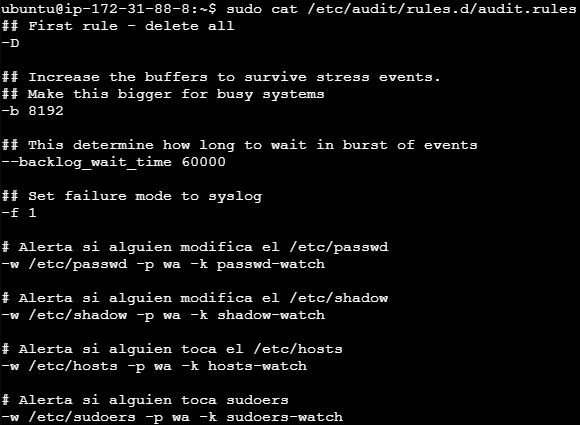 ubuntu@ip-172-31-88-8:~$ sudo cat /etc/audit/rules.d/audit.rules
## First rule - delete all
-D
## Increase the buffers to survive stress events.
## Make this bigger for busy systems
-b 8192
## This determine how long to wait in burst of events
--backlog_wait_time 60000
## Set failure mode to syslog
-f 1
# Alerta si alguien modifica el /etc/passwd
-w /etc/passwd -p wa -k passwd-watch
# Alerta si alguien modifica el /etc/shadow
-w /etc/shadow -p wa -k shadow-watch
# Alerta si alguien toca el /etc/hosts
-w /etc/hosts -p wa -k hosts-watch
# Alerta si alguien toca sudoers
-w /etc/sudoers -p wa -k sudoers-watch